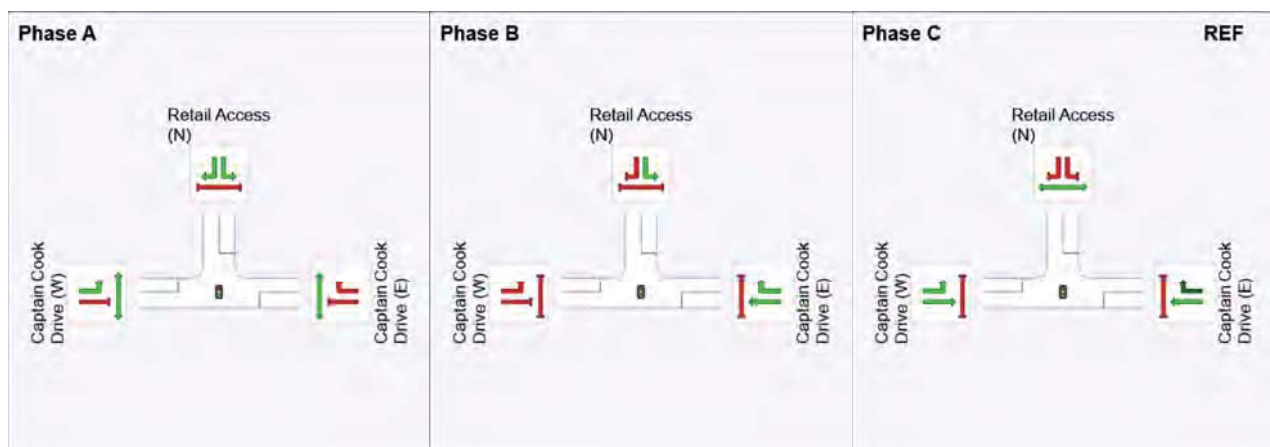 Phase A
Retail Access
(N)
Captain Cook
Drive (W)
Captain Cook
Drive (E)
Phase B
Retail Access
(N)
Captain Cook
Drive (W)
Captain Cook
Drive (E)
Phase C
REF
Retail Access
(N)
Captain Cook
Drive (W)
Captain Cook
Drive (E)